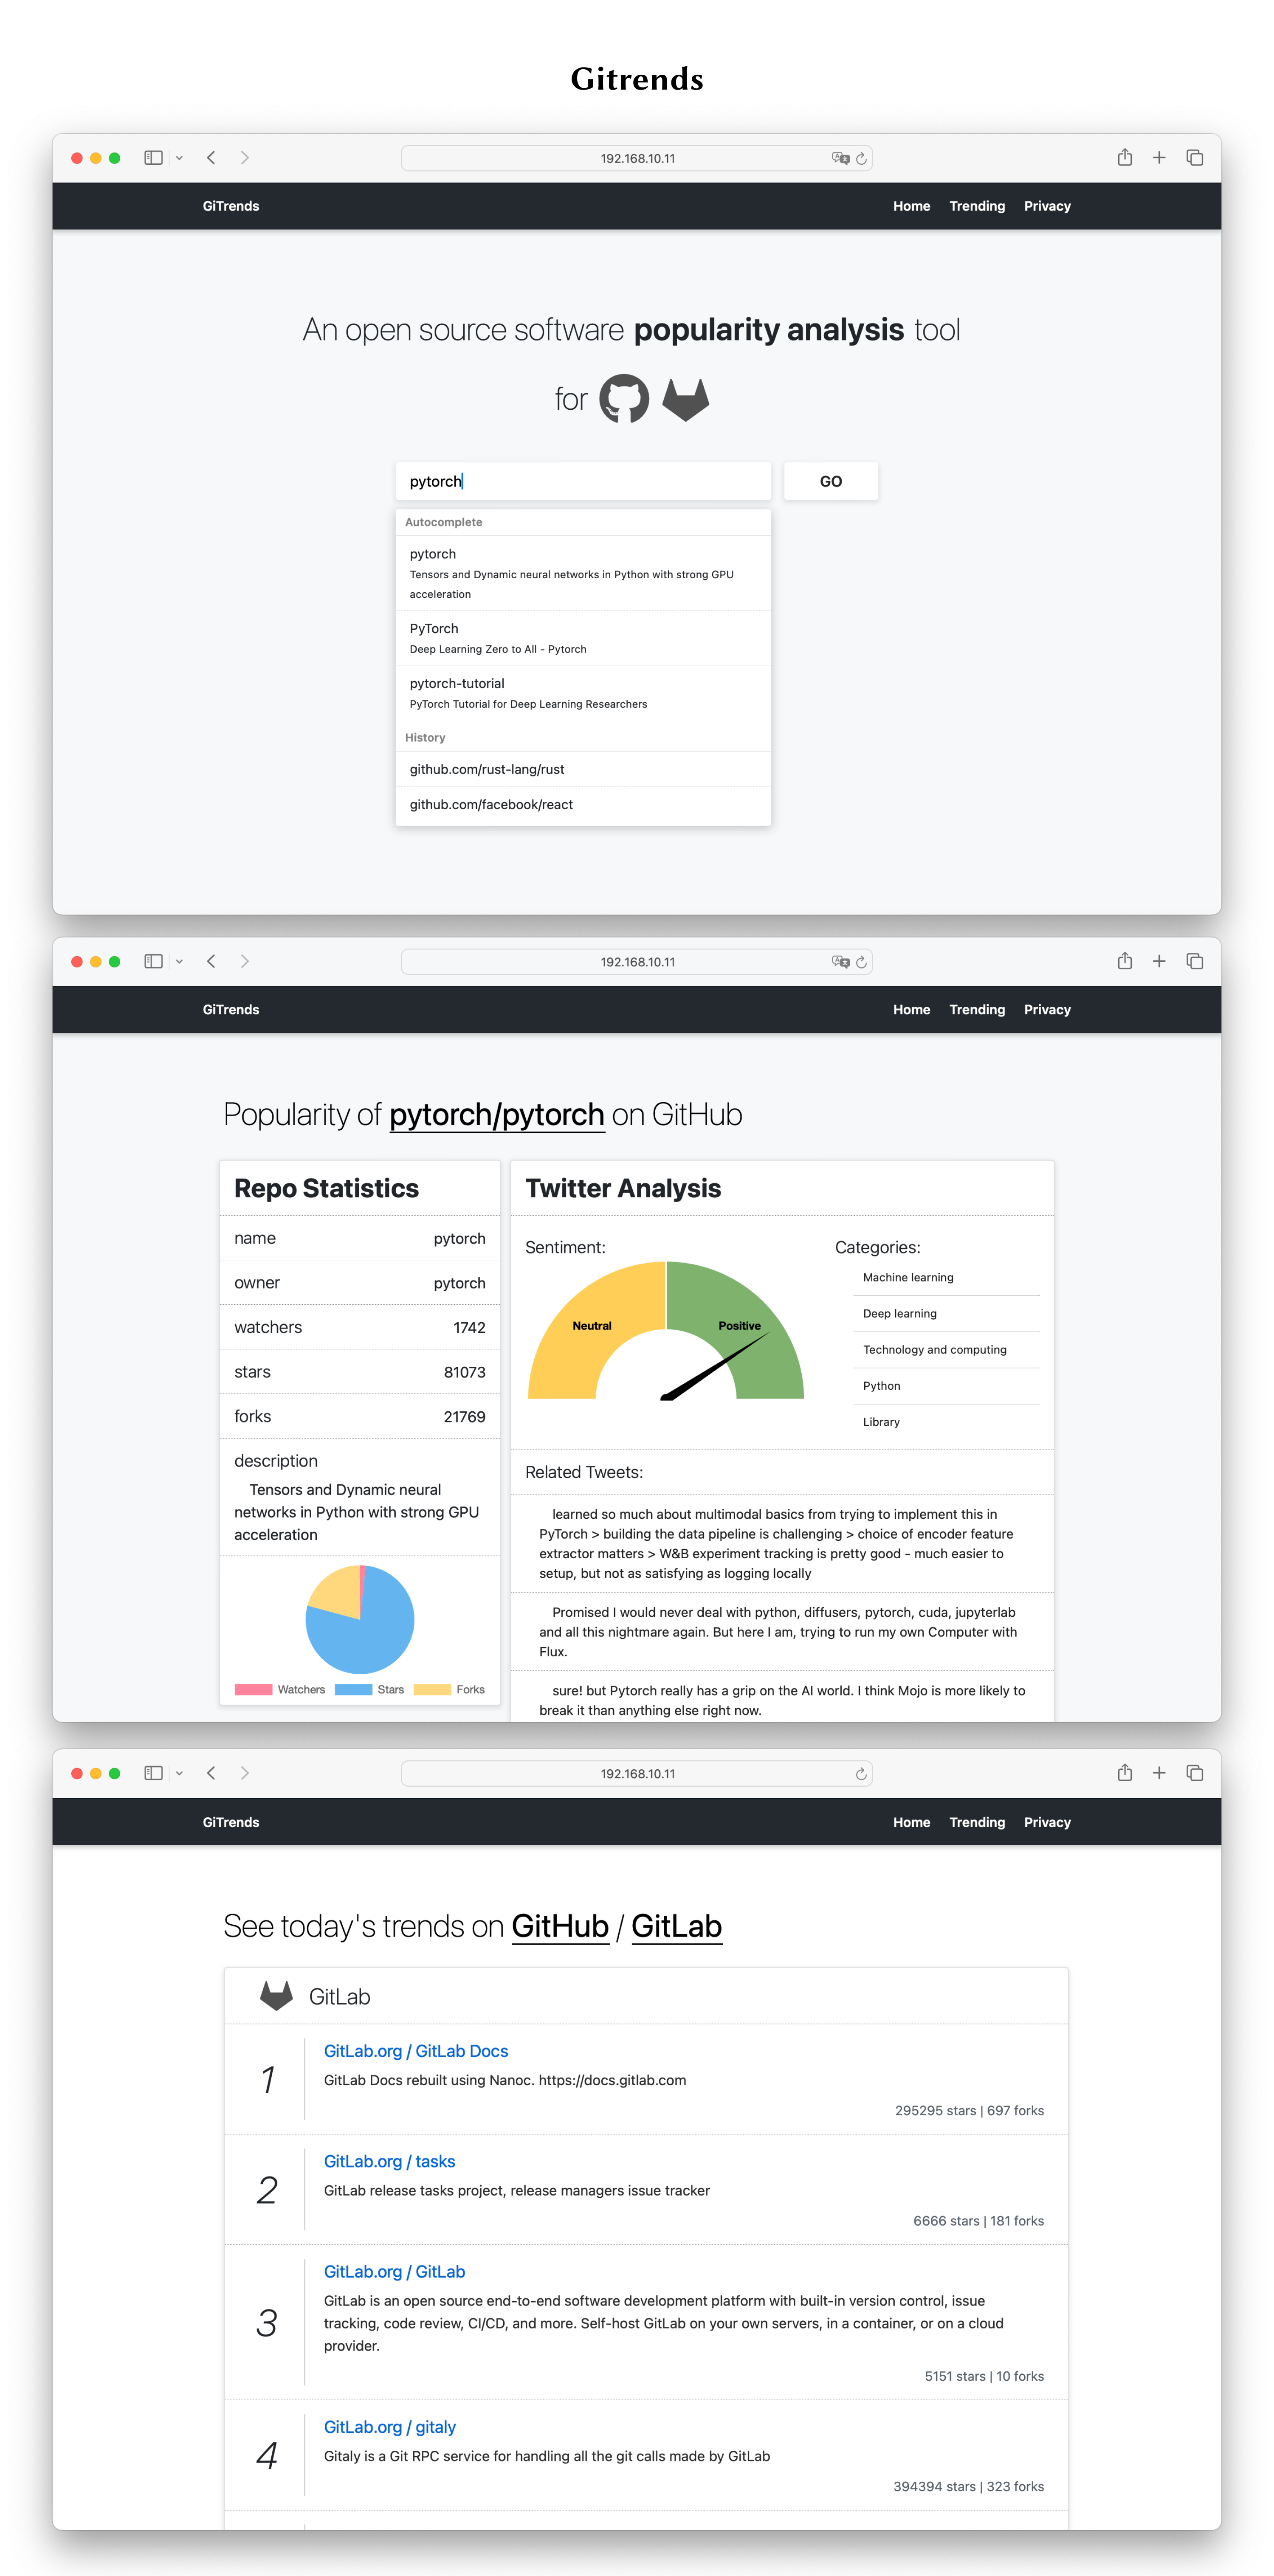 Gitrends
192.168.10.11
GiTrends
Home Trending Privacy
An open source software popularity analysis tool
for
pytorch
GO
Autocomplete
pytorch
Tensors and Dynamic neural networks in Python with strong GPU
acceleration
PyTorch
Deep Learning Zero to All - Pytorch
pytorch-tutorial
PyTorch Tutorial for Deep Learning Researchers
History
github.com/rust-lang/rust
github.com/facebook/react
192.168.10.11
GiTrends
Home Trending Privacy
Popularity of pytorch/pytorch on GitHub
Repo Statistics
name pytorch
owner pytorch
watchers 1742
stars 81073
forks 21769
description
Tensors and Dynamic neural
networks in Python with strong GPU
acceleration
Watchers Stars Forks
Twitter Analysis
Sentiment:
Neutral
Positive
Categories:
Machine learning
Deep learning
Technology and computing
Python
Library
Related Tweets:
learned so much about multimodal basics from trying to implement this in
PyTorch > building the data pipeline is challenging > choice of encoder feature
extractor matters > W&B experiment tracking is pretty good - much easier to
setup, but not as satisfying as logging locally
Promised I would never deal with python, diffusers, pytorch, cuda, jupyterlab
and all this nightmare again. But here I am, trying to run my own Computer with
Flux.
sure! but Pytorch really has a grip on the AI world. I think Mojo is more likely to
break it than anything else right now.
192.168.10.11
GiTrends
Home Trending Privacy
See today's trends on GitHub / GitLab
GitLab
1
GitLab.org / GitLab Docs
GitLab Docs rebuilt using Nanoc. https://docs.gitlab.com
295295 stars | 697 forks
2
GitLab.org / tasks
GitLab release tasks project, release managers issue tracker
6666 stars | 181 forks
3
GitLab.org / GitLab
GitLab is an open source end-to-end software development platform with built-in version control, issue
tracking, code review, CI/CD, and more. Self-host GitLab on your own servers, in a container, or on a cloud
provider.
5151 stars | 10 forks
4
GitLab.org / gitaly
Gitaly is a Git RPC service for handling all the git calls made by GitLab
394394 stars | 323 forks